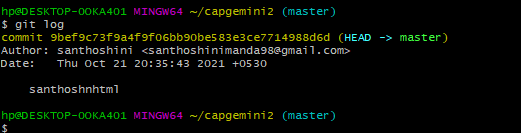 hp@DESKTOP-OOKA401 MINGW64 ~/capgemini2 (master)
$ git log
commit 9bef9c73f9a4f9f06bb90be583e3ce7714988d6d (HEAD -> master)
Author: santhoshini <santhoshinimanda98@gmail.com>
Date:   Thu Oct 21 20:35:43 2021 +0530
    santhoshnhtml
hp@DESKTOP-OOKA401 MINGW64 ~/capgemini2 (master)
$